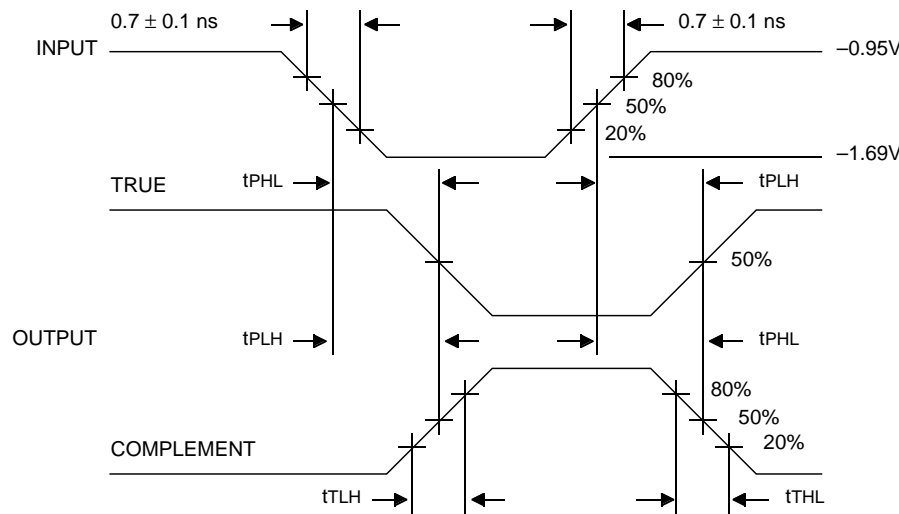 0.7 ± 0.1 ns 0.7 ± 0.1 ns
INPUT –0.95V
80%
50%
20%
–1.69V
tPHL tPLH
TRUE
50%
OUTPUT tPLH tPHL
80%
50%
COMPLEMENT 20%
tTLH tTHL